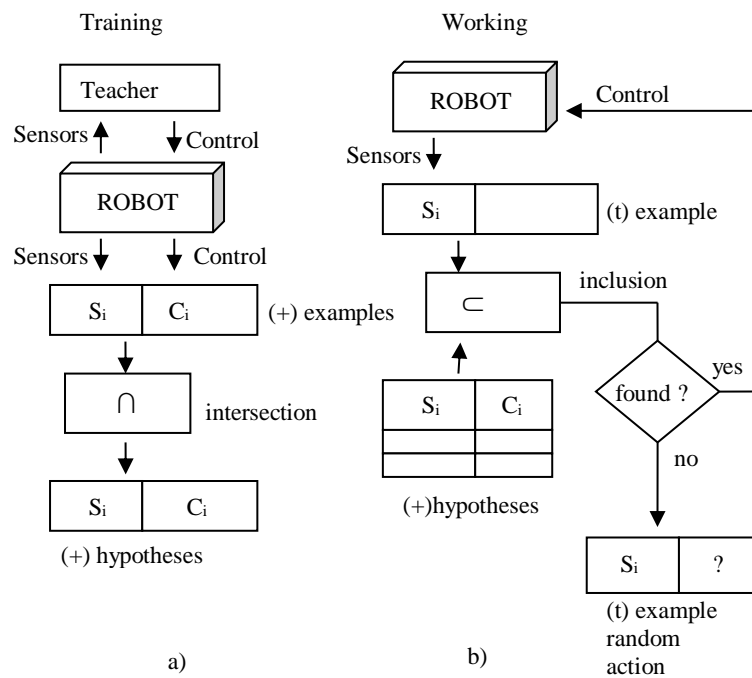 Training
Teacher
Sensors
Control
ROBOT
Sensors
Control
Si
Ci
(+) examples
∩
intersection
Si
Ci
(+) hypotheses
a)
Working
ROBOT
Control
Sensors
Si
(t) example
⊂
inclusion
found ?
yes
Si
Ci
no
(+)hypotheses
Si
?
(t) example
random
action
b)